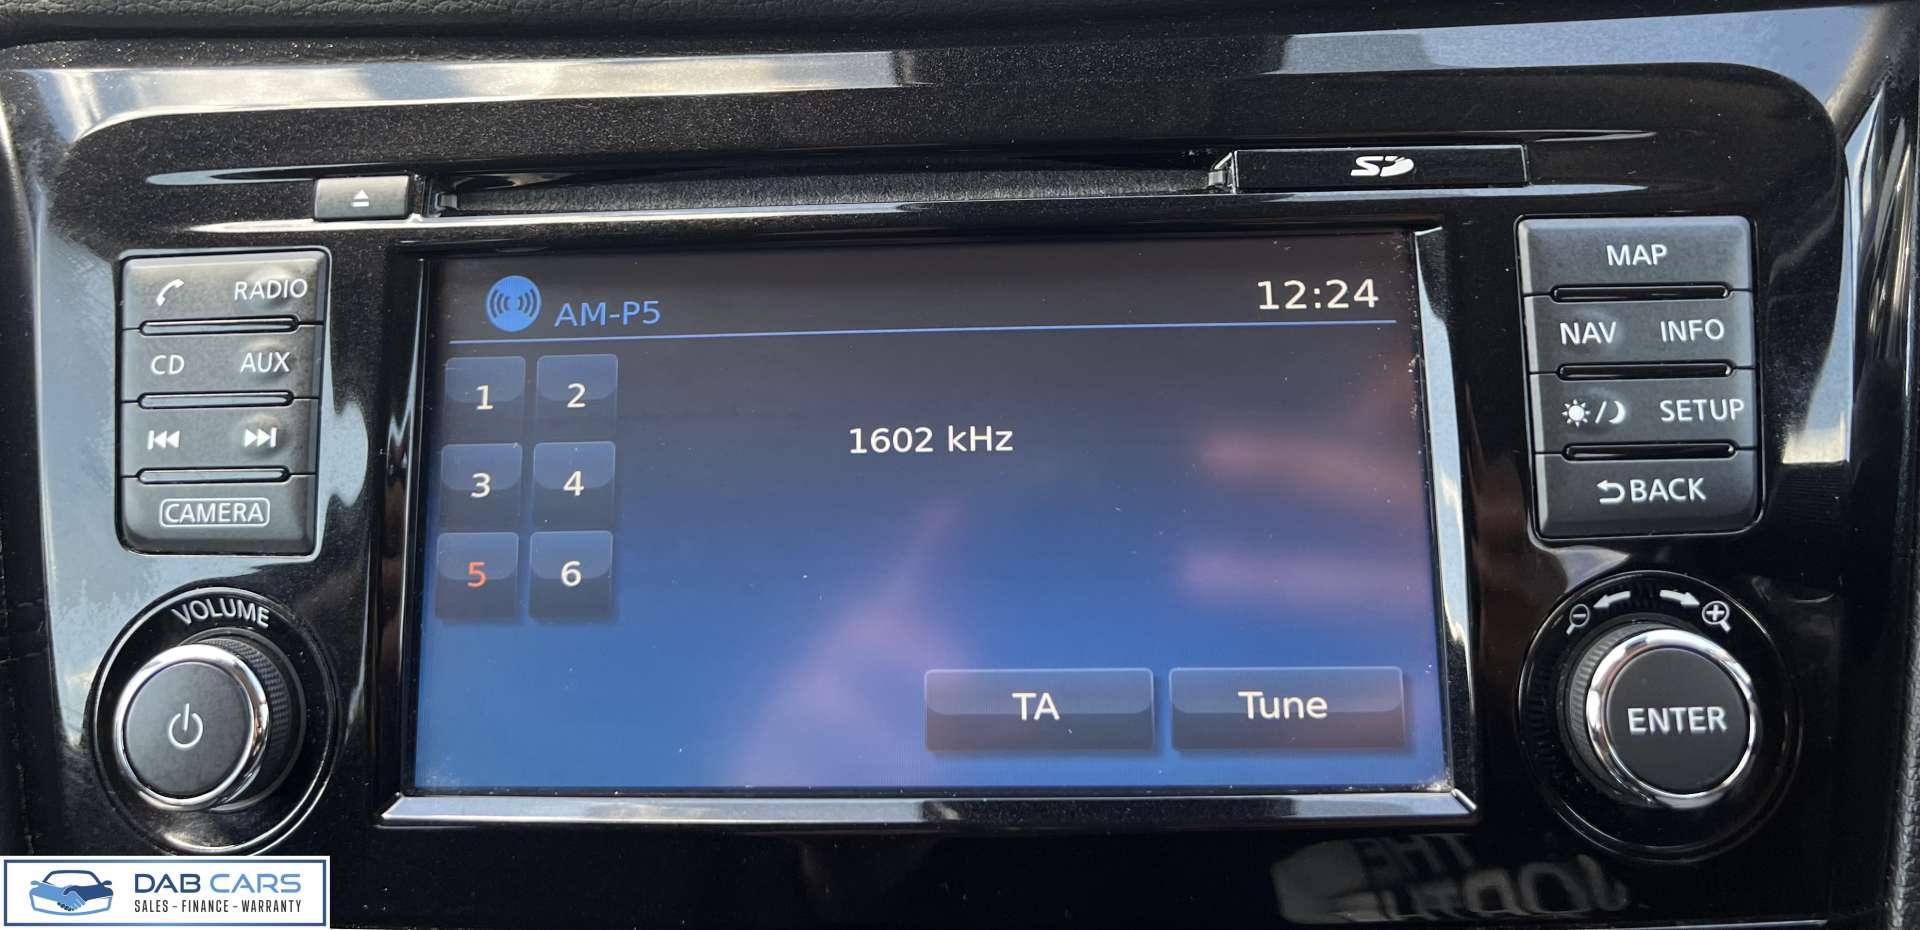 SD
RADIO
CD AUX
CAMERA
VOLUME
AM-P5
12:24
1 2
3 4
5 6
1602 kHz
TA Tune
MAP
NAV INFO
SETUP
BACK
ENTER
DAB CARS
SALES – FINANCE – WARRANTY